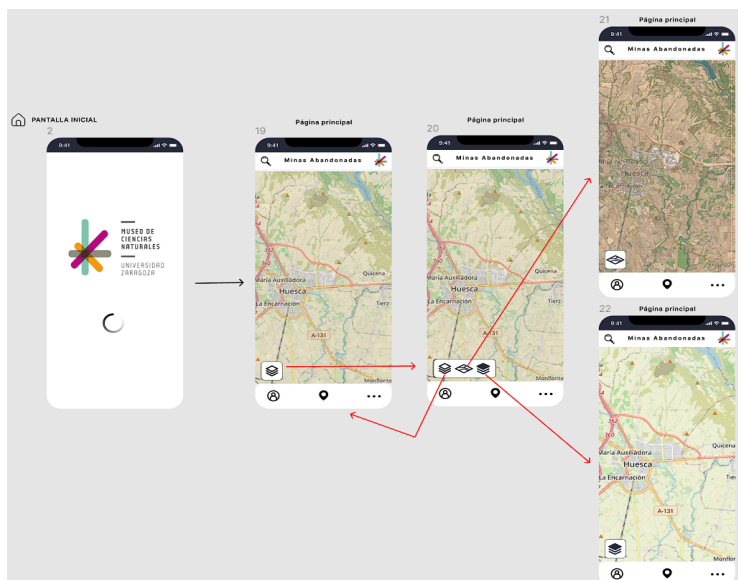 PANTALLA INICIAL
2
9:41
MUSEO DE
CIENCIAS
NATURALES
UNIVERSIDAD
ZARAGOZA
19
Página principal
9:41
Minas Abandonadas
María Auxiliadora
Quicena
Huesca
La Encarnación
Tierz
A-131
Monflorite
20
Página principal
9:41
Minas Abandonadas
María Auxiliadora
Quicena
Huesca
La Encarnación
Tierz
A-131
Monflorite
21
Página principal
9:41
Minas Abandonadas
Huesca
La Encarnación
22
Página principal
9:41
Minas Abandonadas
María Auxiliadora
Quicena
Huesca
La Encarnación
A-131